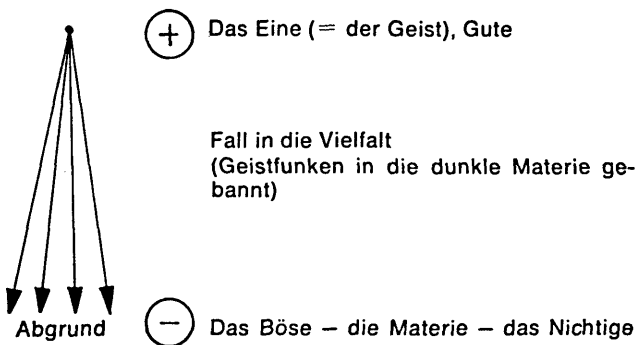 + Das Eine (= der Geist), Gute
Fall in die Vielfalt
(Geistfunken in die dunkle Materie ge-
bannt)
Abgrund − Das Böse – die Materie – das Nichtige